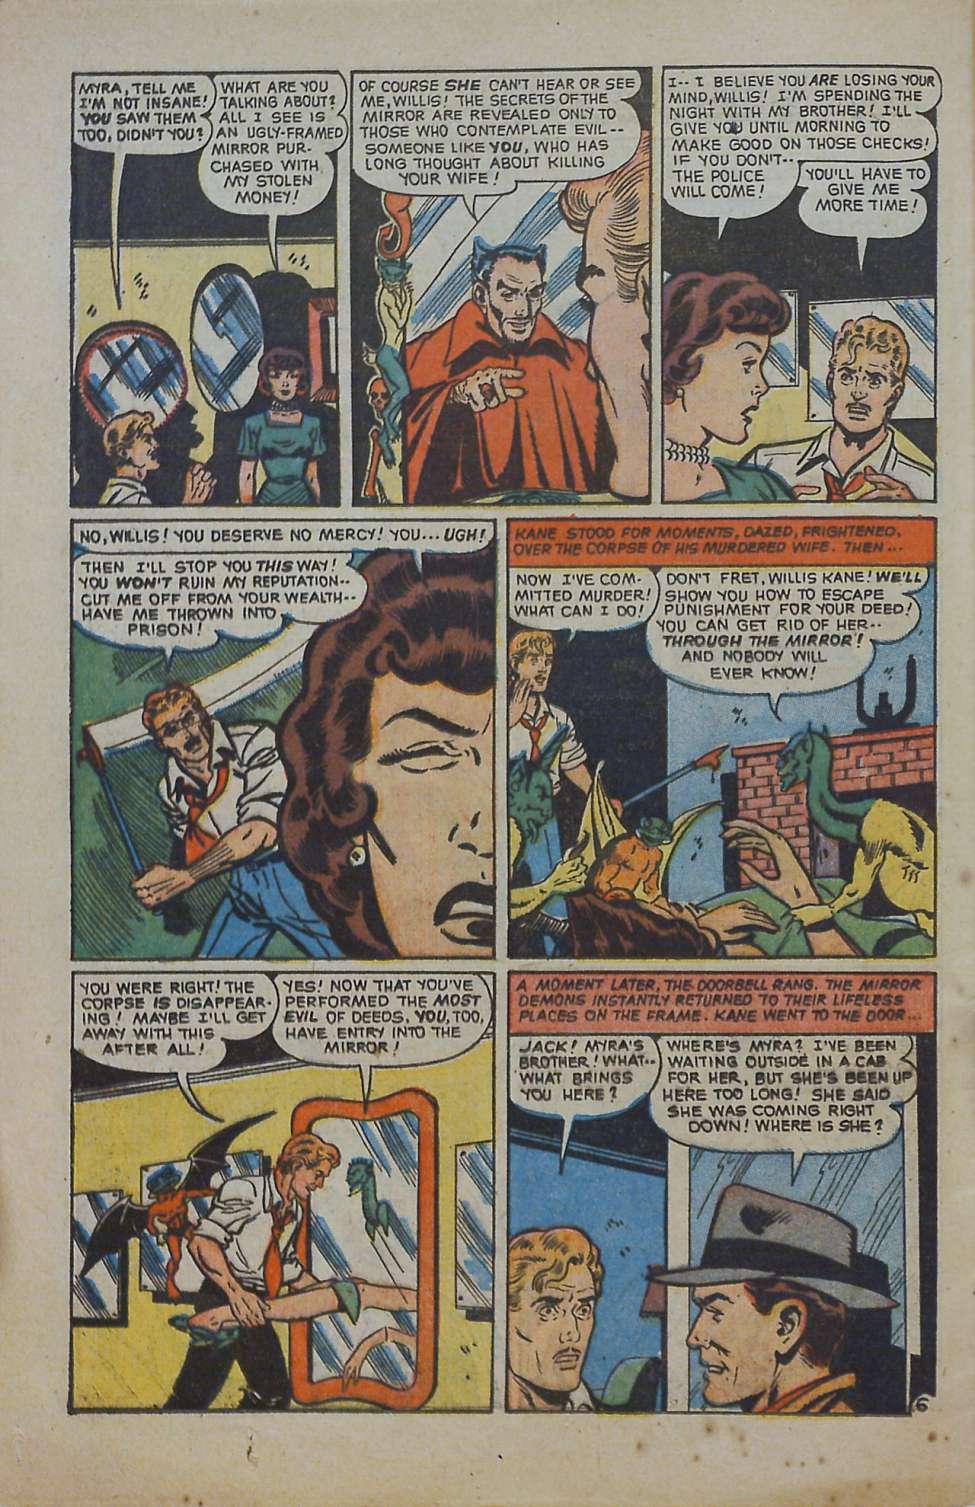 MYRA, TELL ME
I'M NOT INSANE!
YOU SAW THEM
TOO, DIDN'T YOU?
WHAT ARE YOU
TALKING ABOUT?
ALL I SEE IS
AN UGLY-FRAMED
MIRROR PUR-
CHASED WITH
MY STOLEN
MONEY!
OF COURSE SHE CAN'T HEAR OR SEE
ME, WILLIS! THE SECRETS OF THE
MIRROR ARE REVEALED ONLY TO
THOSE WHO CONTEMPLATE EVIL--
SOMEONE LIKE YOU, WHO HAS
LONG THOUGHT ABOUT KILLING
YOUR WIFE!
I--I BELIEVE YOU ARE LOSING YOUR
MIND, WILLIS! I'M SPENDING THE
NIGHT WITH MY BROTHER! I'LL
GIVE YOU UNTIL MORNING TO
MAKE GOOD ON THOSE CHECKS!
IF YOU DON'T--
THE POLICE
WILL COME!
YOU'LL HAVE TO
GIVE ME
MORE TIME!
NO, WILLIS! YOU DESERVE NO MERCY! YOU... UGH!
THEN I'LL STOP YOU THIS WAY!
YOU WON'T RUIN MY REPUTATION--
CUT ME OFF FROM YOUR WEALTH--
HAVE ME THROWN INTO
PRISON!
KANE STOOD FOR MOMENTS, DAZED, FRIGHTENED,
OVER THE CORPSE OF HIS MURDERED WIFE. THEN...
NOW I'VE COM-
MITTED MURDER!
WHAT CAN I DO!
DON'T FRET, WILLIS KANE! WE'LL
SHOW YOU HOW TO ESCAPE
PUNISHMENT FOR YOUR DEED!
YOU CAN GET RID OF HER--
THROUGH THE MIRROR!
AND NOBODY WILL
EVER KNOW!
YOU WERE RIGHT! THE
CORPSE IS DISAPPEAR-
ING! MAYBE I'LL GET
AWAY WITH THIS
AFTER ALL!
YES! NOW THAT YOU'VE
PERFORMED THE MOST
EVIL OF DEEDS, YOU, TOO,
HAVE ENTRY INTO THE
MIRROR!
A MOMENT LATER, THE DOORBELL RANG. THE MIRROR
DEMONS INSTANTLY RETURNED TO THEIR LIFELESS
PLACES ON THE FRAME. KANE WENT TO THE DOOR...
JACK! MYRA'S
BROTHER! WHAT--
WHAT BRINGS
YOU HERE?
WHERE'S MYRA? I'VE BEEN
WAITING OUTSIDE IN A CAB
FOR HER, BUT SHE'S BEEN UP
HERE TOO LONG! SHE SAID
SHE WAS COMING RIGHT
DOWN! WHERE IS SHE?
6